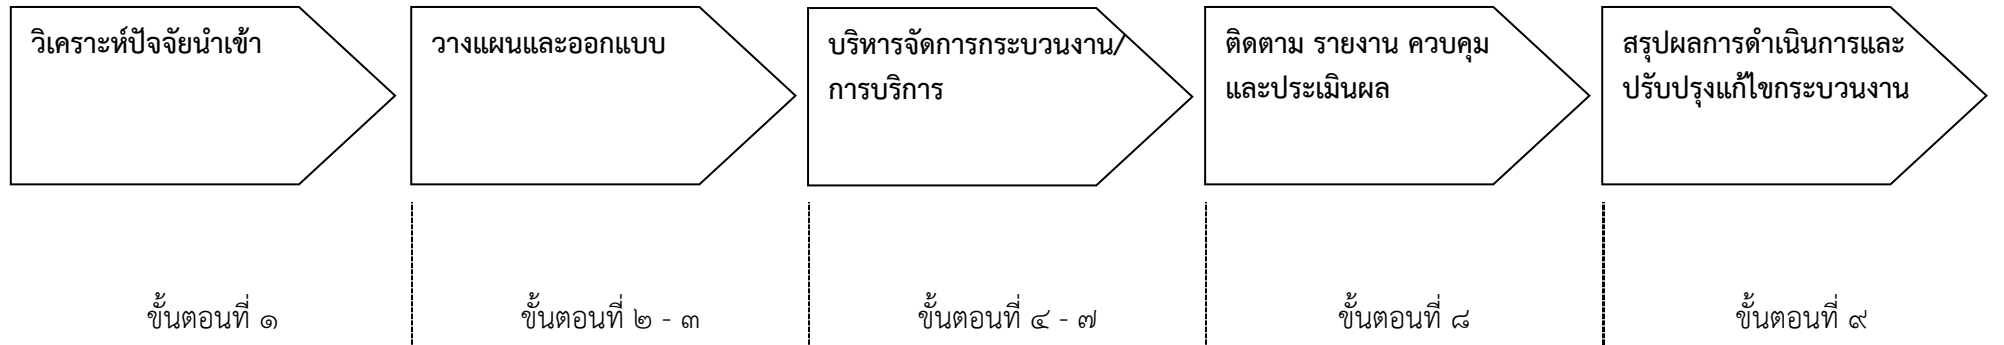 วิเคราะห์ปัจจัยนำเข้า
วางแผนและออกแบบ
บริหารจัดการกระบวนงาน/
การบริการ
ติดตาม รายงาน ควบคุม
และประเมินผล
สรุปผลการดำเนินการและ
ปรับปรุงแก้ไขกระบวนงาน
ขั้นตอนที่ ๑
ขั้นตอนที่ ๒ - ๓
ขั้นตอนที่ ๔ - ๗
ขั้นตอนที่ ๘
ขั้นตอนที่ ๙